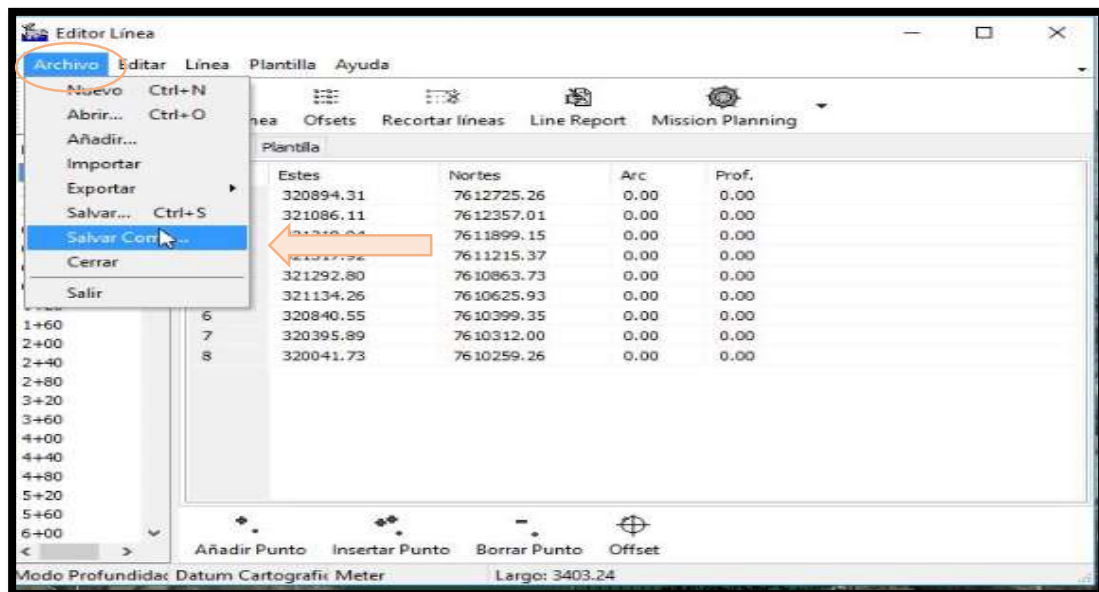 Editor Línea
Archivo Editar Línea Plantilla Ayuda
Nuevo Ctrl+N
Abrir... Ctrl+O
Añadir...
Importar
Exportar
Salvar... Ctrl+S
Salvar
Cerrar
Salir
Ofsets Recortar líneas Line Report Mission Planning
Plantilla
Estes Nortes Arc Prof.
320894.31 7612725.26 0.00 0.00
321086.11 7612357.01 0.00 0.00
7611899.15 0.00 0.00
7611215.37 0.00 0.00
321292.80 7610863.73 0.00 0.00
321134.26 7610625.93 0.00 0.00
6 320840.55 7610399.35 0.00 0.00
7 320395.89 7610312.00 0.00 0.00
8 320041.73 7610259.26 0.00 0.00
1+60
2+00
2+40
2+80
3+20
3+60
4+00
4+40
4+80
5+20
5+60
6+00
Añadir Punto Insertar Punto Borrar Punto Offset
Modo Profundidad Datum Cartografic Meter Largo: 3403.24